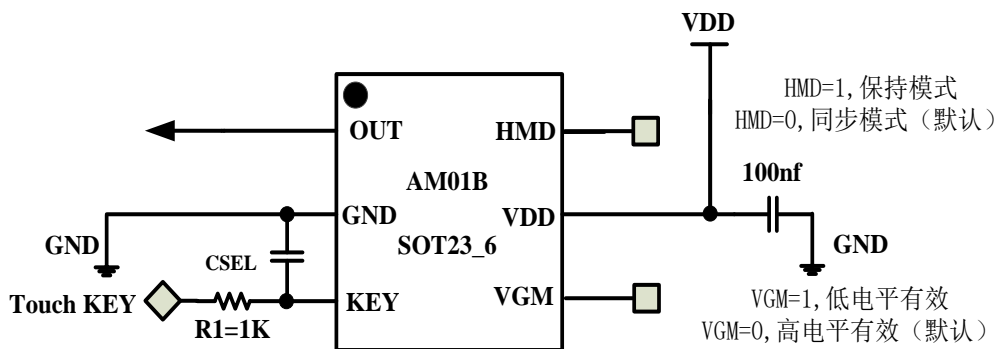 VDD
HMD=1,保持模式
HMD=0,同步模式（默认）
OUT
HMD
AM01B
100nf
GND
VDD
GND
SOT23_6
GND
CSEL
Touch KEY
KEY
VGM
R1=1K
VGM=1,低电平有效
VGM=0,高电平有效（默认）